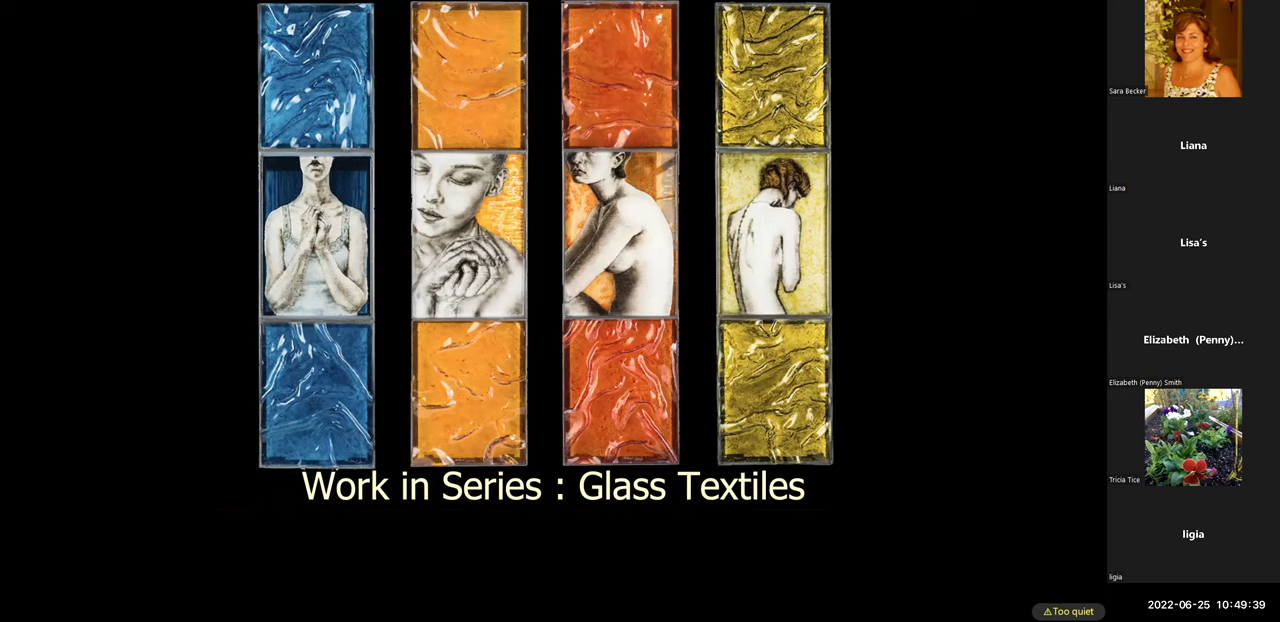 Work in Series : Glass Textiles
Sara Becker
Liana
Liana
Lisa's
Lisa's
Elizabeth (Penny)...
Elizabeth (Penny) Smith
Tricia Tice
ligia
ligia
⚠Too quiet
2022-06-25 10:49:39